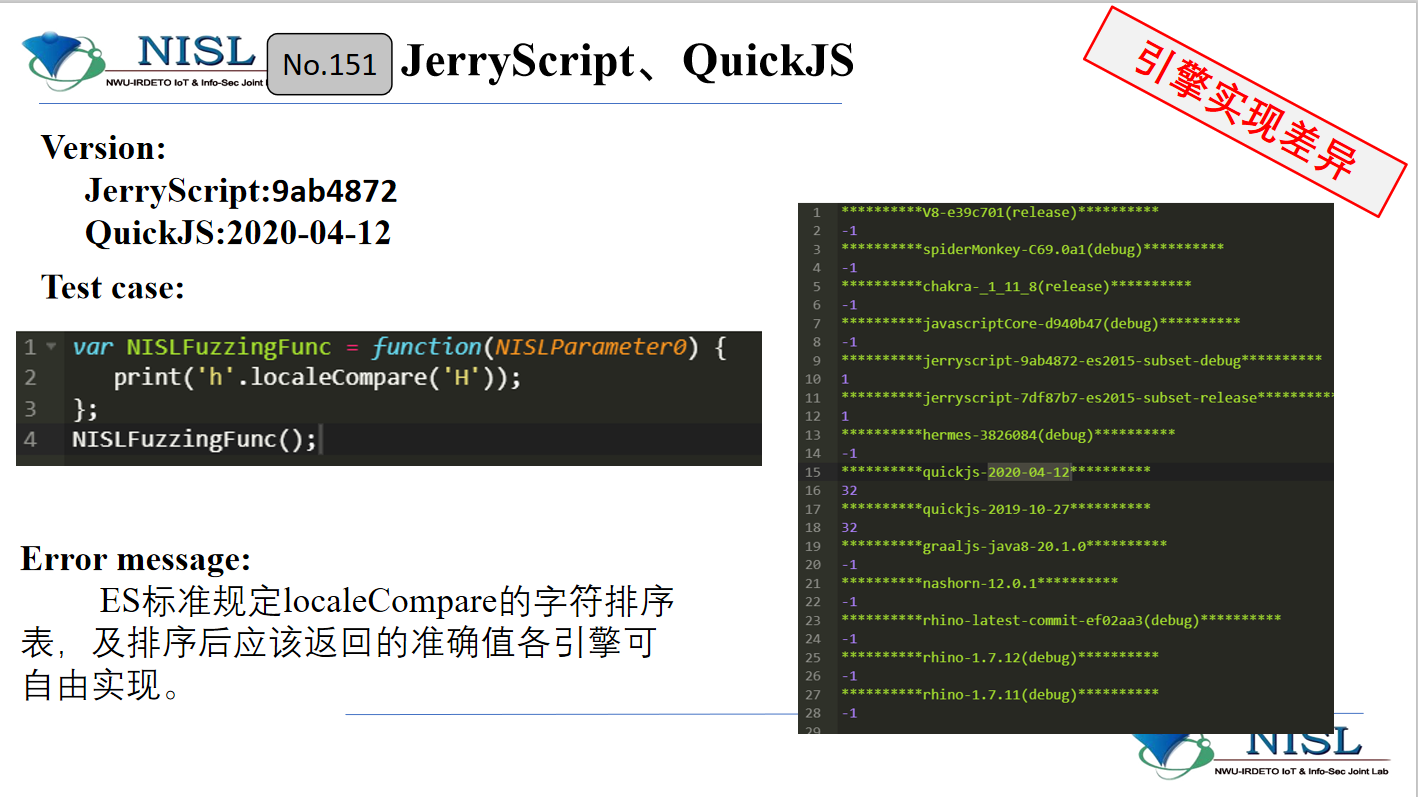 NISL
NWU-IRDETO IoT & Info-Sec Joint
No.151
JerryScript、QuickJS
引擎实现差异
Version:
JerryScript:9ab4872
QuickJS:2020-04-12
Test case:
1 var NISLFuzzingFunc = function(NISLParameter0) {
2 print('h'.localeCompare('H'));
3 };
4 NISLFuzzingFunc();
Error message:
ES标准规定localeCompare的字符排序
表，及排序后应该返回的准确值各引擎可
自由实现。
1 **********V8-e39c701(release)**********
2 -1
3 **********spiderMonkey-C69.0a1(debug)**********
4 -1
5 **********chakra-_1_11_8(release)**********
6 -1
7 **********javascriptCore-d940b47(debug)**********
8 -1
9 **********jerryscript-9ab4872-es2015-subset-debug**********
10 1
11 **********jerryscript-7df87b7-es2015-subset-release**********
12 1
13 **********hermes-3826084(debug)**********
14 -1
15 **********quickjs-2020-04-12**********
16 32
17 **********quickjs-2019-10-27**********
18 32
19 **********graaljs-java8-20.1.0**********
20 -1
21 **********nashorn-12.0.1**********
22 -1
23 **********rhino-latest-commit-ef02aa3(debug)**********
24 -1
25 **********rhino-1.7.12(debug)**********
26 -1
27 **********rhino-1.7.11(debug)**********
28 -1
29
NISL
NWU-IRDETO IoT & Info-Sec Joint Lab